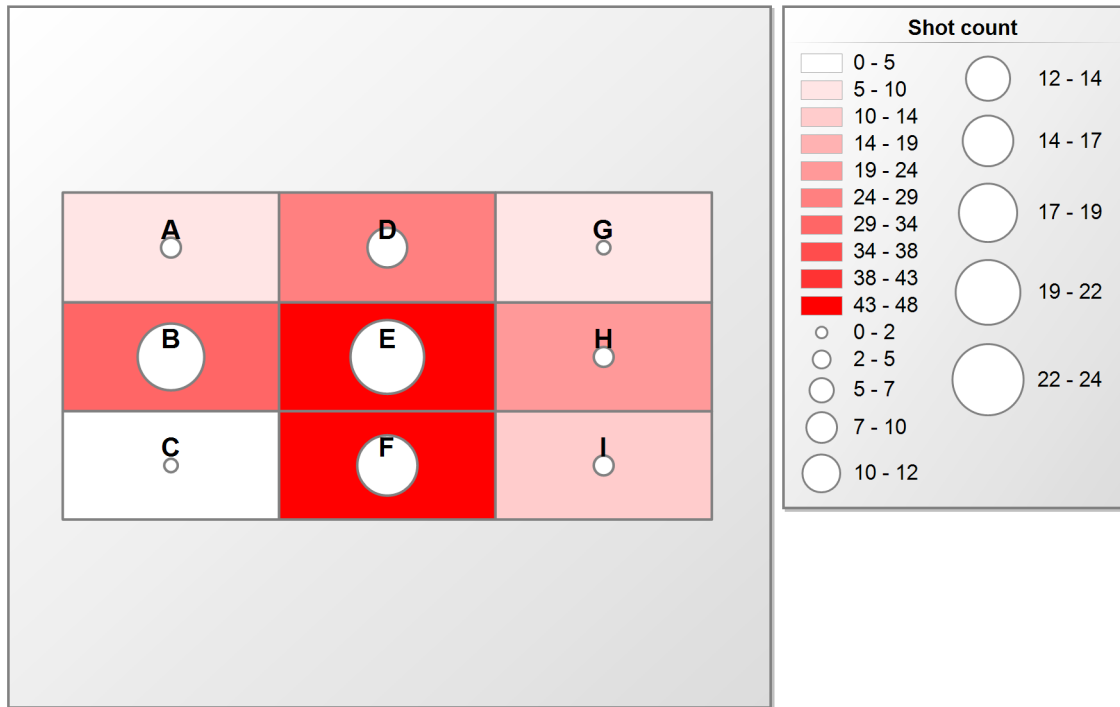 Shot count
A
D
G
B
E
H
C
F
I
0 - 5
5 - 10
10 - 14
14 - 19
19 - 24
24 - 29
29 - 34
34 - 38
38 - 43
43 - 48
0 - 2
2 - 5
5 - 7
7 - 10
10 - 12
12 - 14
14 - 17
17 - 19
19 - 22
22 - 24